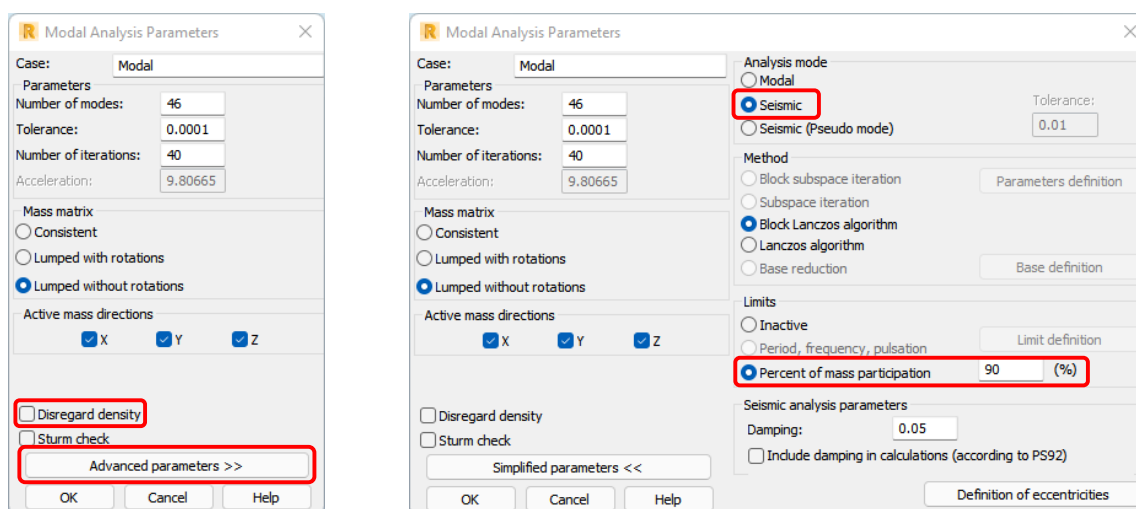 R Modal Analysis Parameters
Case: Modal
Parameters
Number of modes: 46
Tolerance: 0.0001
Number of iterations: 40
Acceleration: 9.80665
Mass matrix
Consistent
Lumped with rotations
Lumped without rotations
Active mass directions
X Y Z
Disregard density
Sturm check
Advanced parameters >>
OK Cancel Help
R Modal Analysis Parameters
Case: Modal
Parameters
Number of modes: 46
Tolerance: 0.0001
Number of iterations: 40
Acceleration: 9.80665
Mass matrix
Consistent
Lumped with rotations
Lumped without rotations
Active mass directions
X Y Z
Disregard density
Sturm check
Simplified parameters <<
OK Cancel Help
Analysis mode
Modal
Seismic Tolerance:
Seismic (Pseudo mode) 0.01
Method
Block subspace iteration Parameters definition
Subspace iteration
Block Lanczos algorithm
Lanczos algorithm
Base reduction Base definition
Limits
Inactive
Period, frequency, pulsation Limit definition
Percent of mass participation 90 (%)
Seismic analysis parameters
Damping: 0.05
Include damping in calculations (according to PS92)
Definition of eccentricities